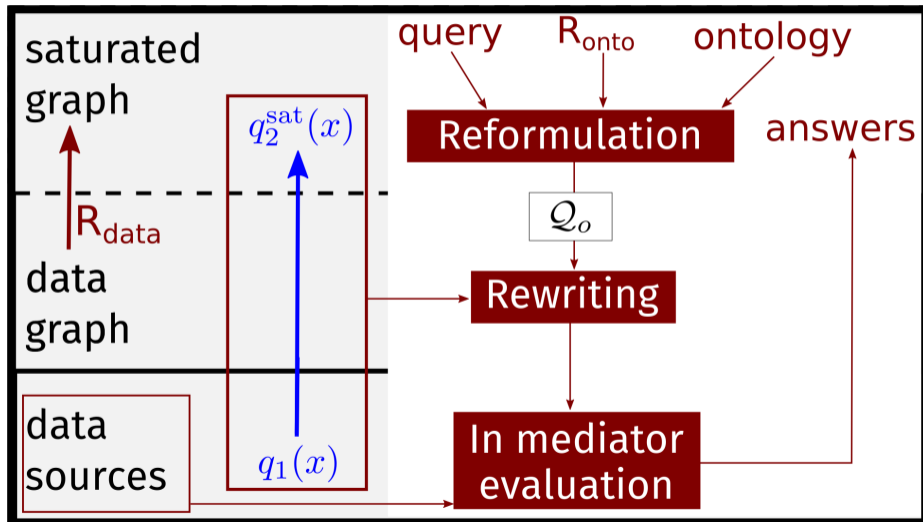 saturated
graph
R_data
data
graph
data
sources
q_2^sat(x)
q_1(x)
query
R_onto
ontology
Reformulation
answers
𝒬_o
Rewriting
In mediator
evaluation